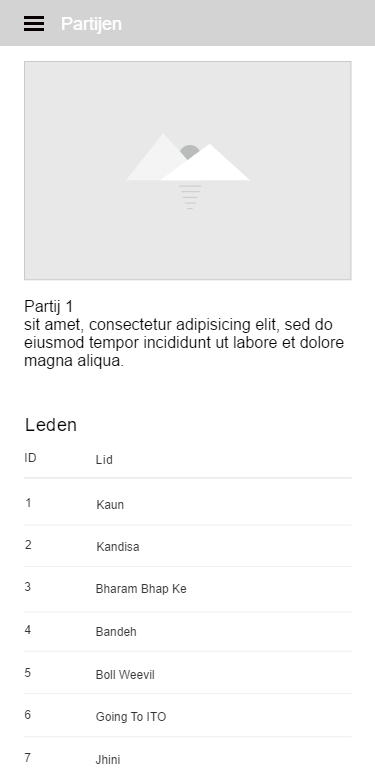 Partijen
Partij 1
sit amet, consectetur adipisicing elit, sed do
eiusmod tempor incididunt ut labore et dolore
magna aliqua.
Leden
ID Lid
1 Kaun
2 Kandisa
3 Bharam Bhap Ke
4 Bandeh
5 Boll Weevil
6 Going To ITO
7 Jhini